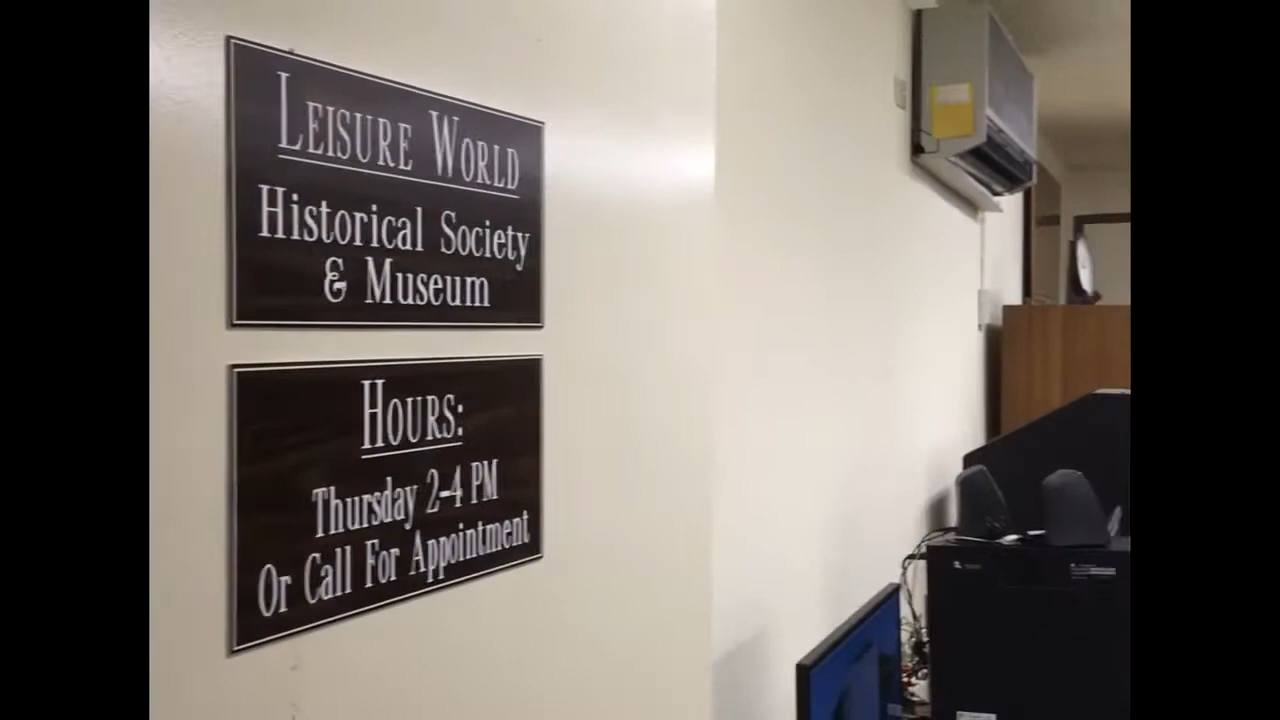 LEISURE WORLD
Historical Society
& Museum
HOURS:
Thursday 2-4 PM
Or Call For Appointment